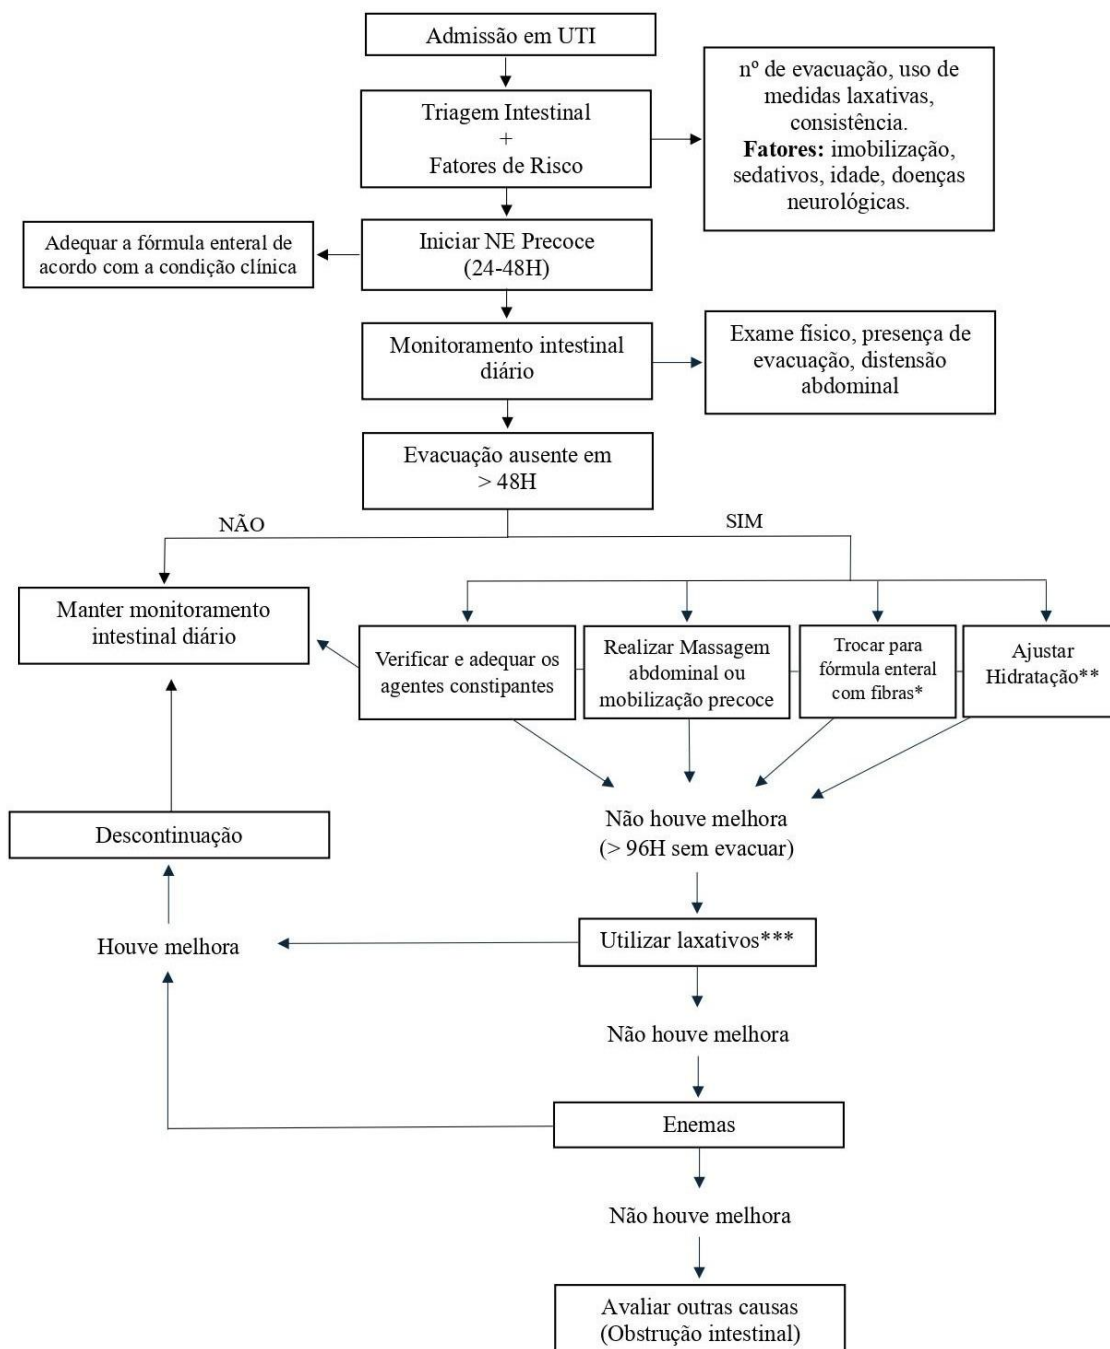 Admissão em UTI
Triagem Intestinal
+
Fatores de Risco
nº de evacuação, uso de
medidas laxativas,
consistência.
Fatores: imobilização,
sedativos, idade, doenças
neurológicas.
Iniciar NE Precoce
(24-48H)
Adequar a fórmula enteral de
acordo com a condição clínica
Monitoramento intestinal
diário
Exame físico, presença de
evacuação, distensão
abdominal
Evacuação ausente em
> 48H
NÃO
SIM
Manter monitoramento
intestinal diário
Verificar e adequar os
agentes constipantes
Realizar Massagem
abdominal ou
mobilização precoce
Trocar para
fórmula enteral
com fibras*
Ajustar
Hidratação**
Não houve melhora
(> 96H sem evacuar)
Descontinuação
Utilizar laxativos***
Houve melhora
Não houve melhora
Enemas
Não houve melhora
Avaliar outras causas
(Obstrução intestinal)